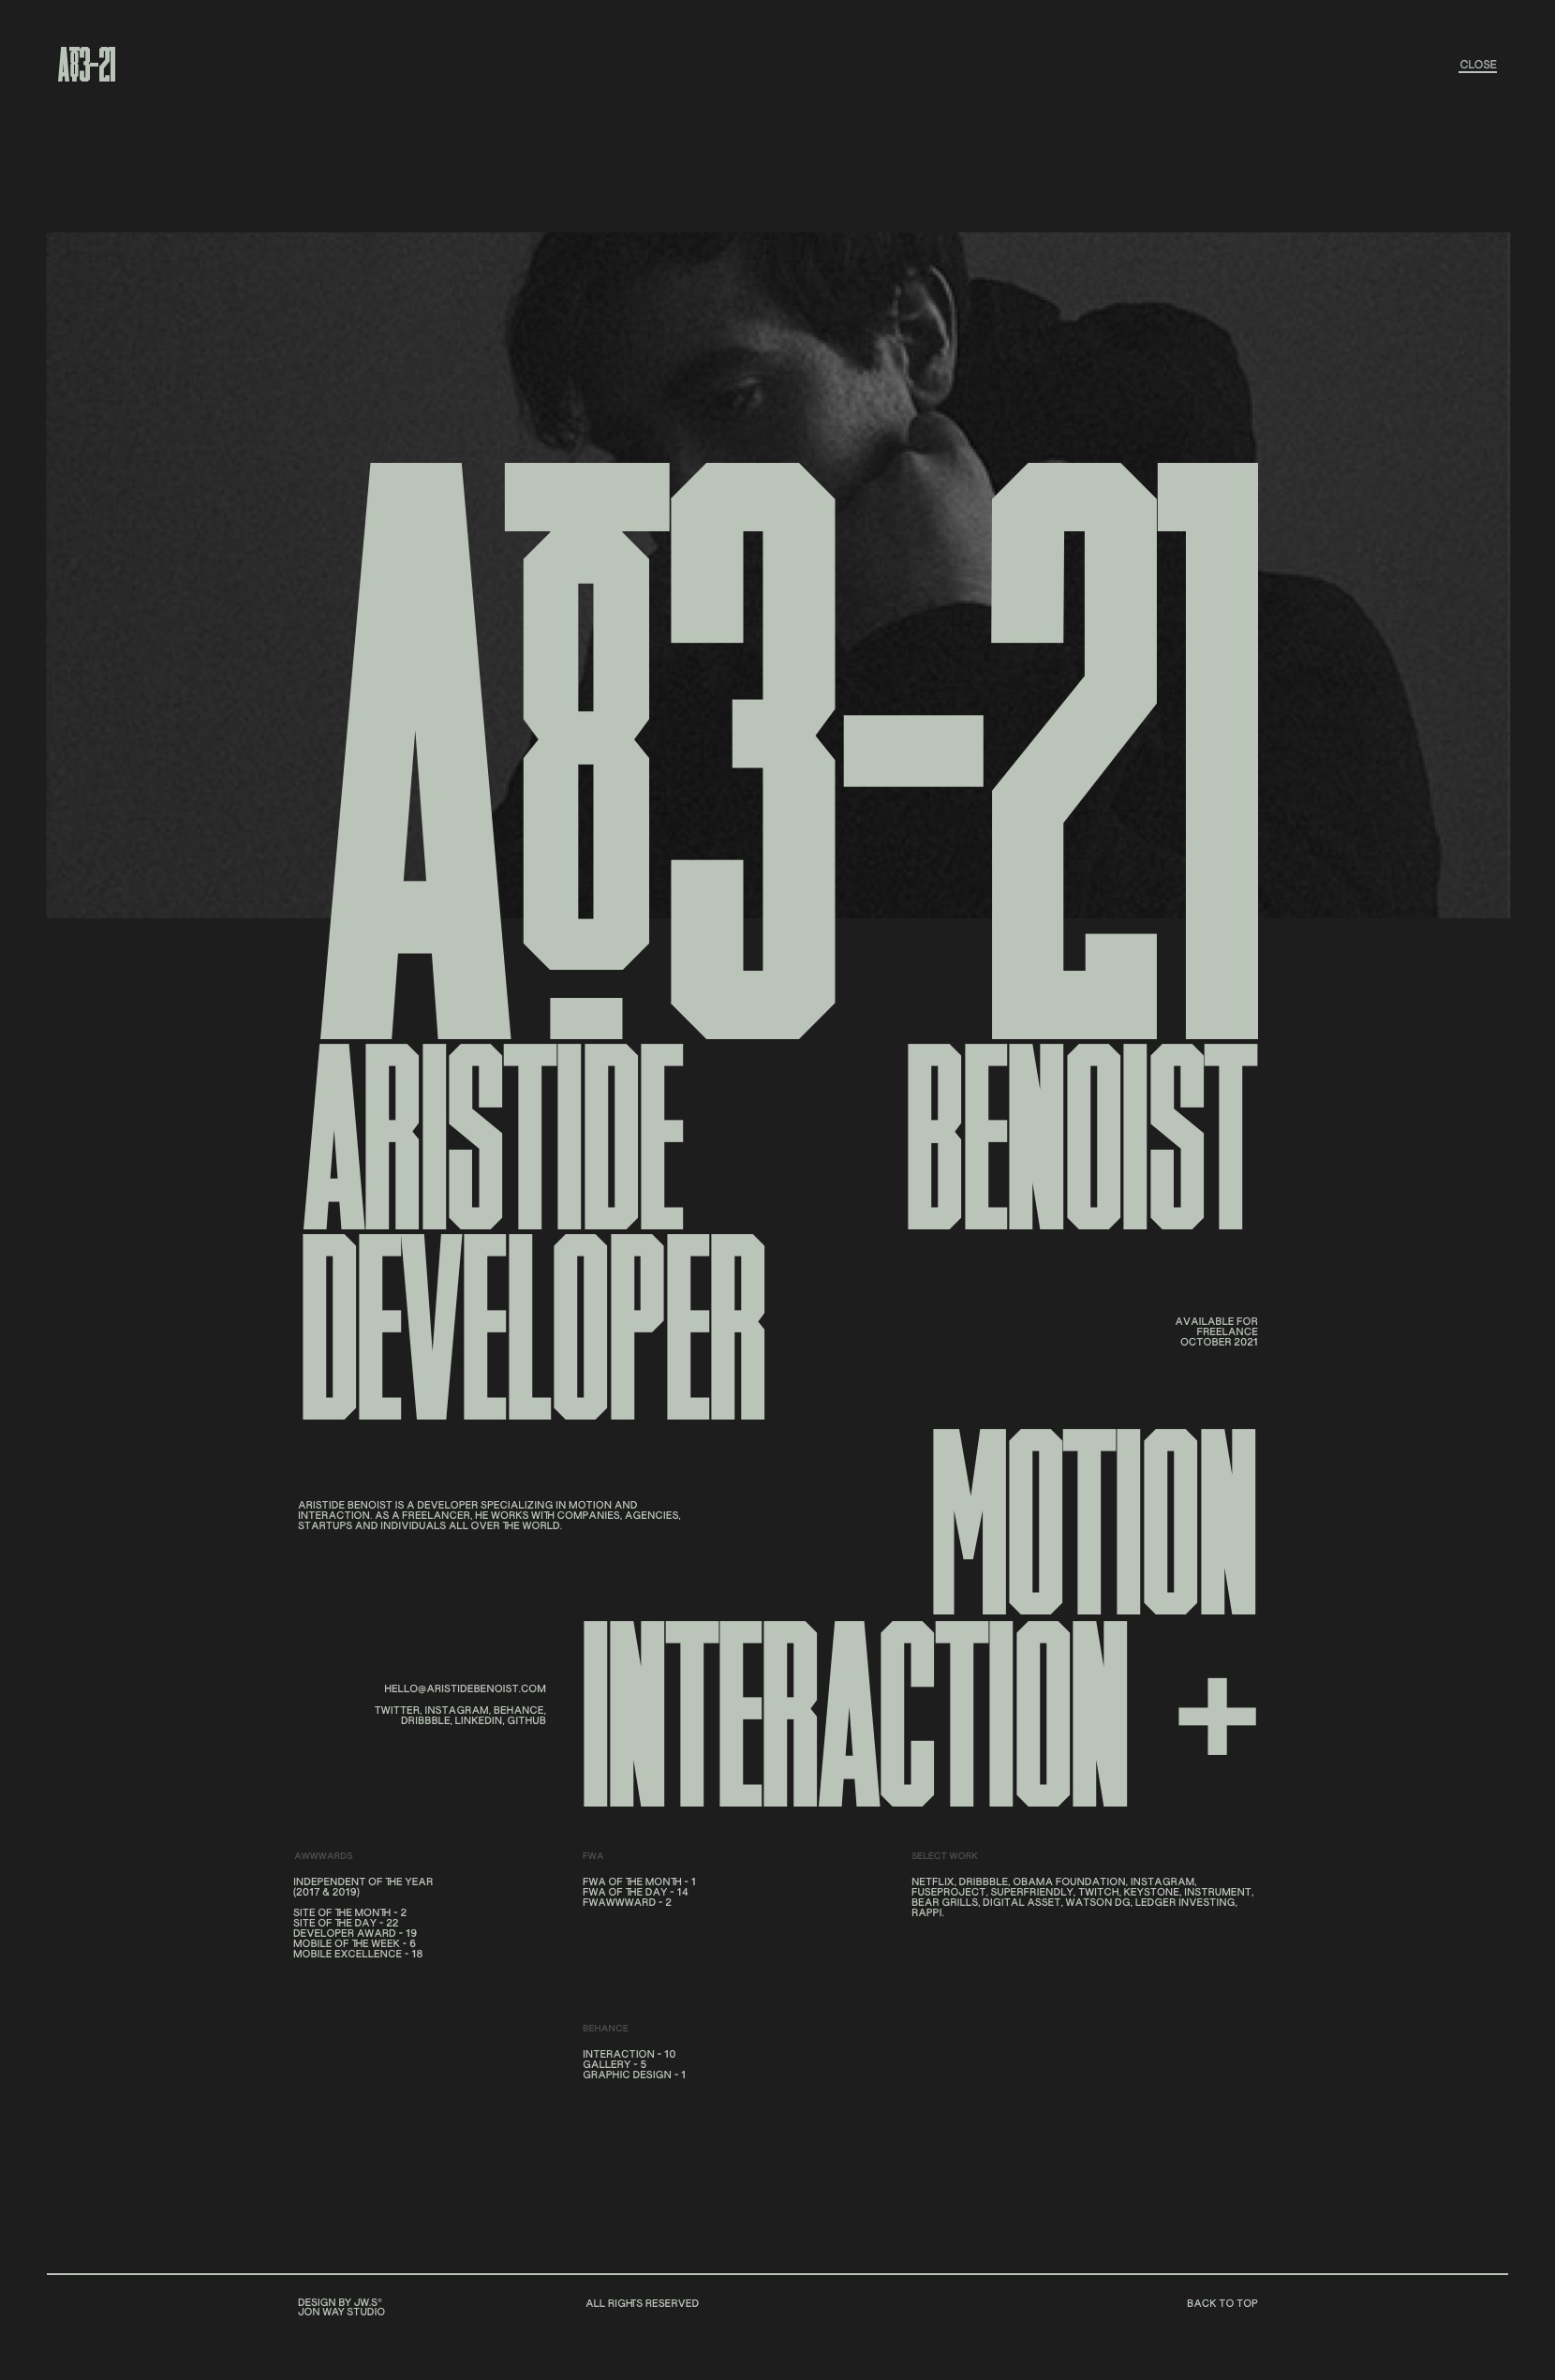 A83-21
CLOSE
A83-21
ARISTIDE BENOIST
DEVELOPER
AVAILABLE FOR
FREELANCE
OCTOBER 2021
MOTION
ARISTIDE BENOIST IS A DEVELOPER SPECIALIZING IN MOTION AND
INTERACTION. AS A FREELANCER, HE WORKS WITH COMPANIES, AGENCIES,
STARTUPS AND INDIVIDUALS ALL OVER THE WORLD.
INTERACTION +
HELLO@ARISTIDEBENOIST.COM
TWITTER, INSTAGRAM, BEHANCE,
DRIBBBLE, LINKEDIN, GITHUB
AWWWARDS
INDEPENDENT OF THE YEAR
(2017 & 2019)
SITE OF THE MONTH - 2
SITE OF THE DAY - 22
DEVELOPER AWARD - 19
MOBILE OF THE WEEK - 6
MOBILE EXCELLENCE - 18
FWA
FWA OF THE MONTH - 1
FWA OF THE DAY - 14
FWAWWWARD - 2
SELECT WORK
NETFLIX, DRIBBBLE, OBAMA FOUNDATION, INSTAGRAM,
FUSEPROJECT, SUPERFRIENDLY, TWITCH, KEYSTONE, INSTRUMENT,
BEAR GRILLS, DIGITAL ASSET, WATSON DG, LEDGER INVESTING,
RAPPI.
BEHANCE
INTERACTION - 10
GALLERY - 5
GRAPHIC DESIGN - 1
DESIGN BY JW.S®
JON WAY STUDIO
ALL RIGHTS RESERVED
BACK TO TOP